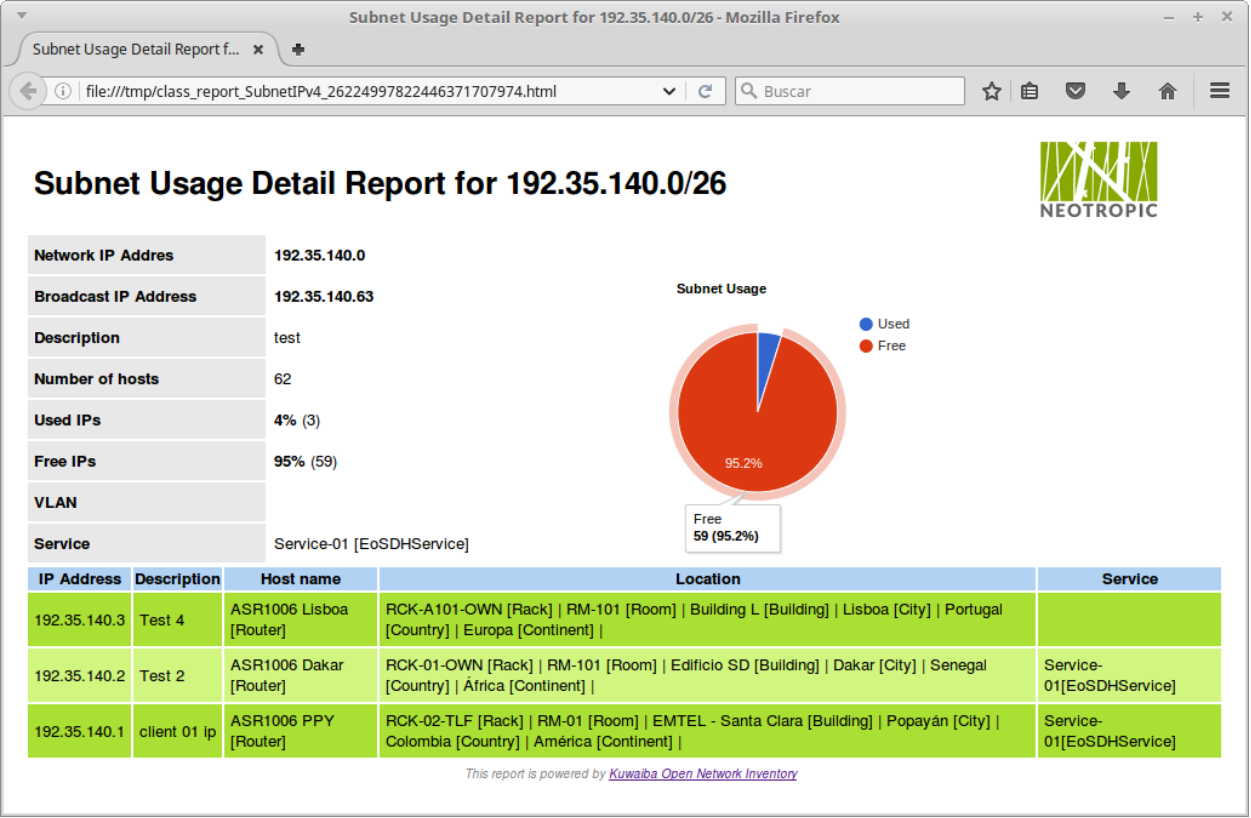 Subnet Usage Detail Report for 192.35.140.0/26 - Mozilla Firefox
Subnet Usage Detail Report f...
file:///tmp/class_report_SubnetIPv4_26224997822446371707974.html
Buscar
Subnet Usage Detail Report for 192.35.140.0/26
NEOTROPIC
Network IP Addres 192.35.140.0
Broadcast IP Address 192.35.140.63
Description test
Number of hosts 62
Used IPs 4% (3)
Free IPs 95% (59)
VLAN
Service Service-01 [EoSDHService]
Subnet Usage
Used
Free
95.2%
Free
59 (95.2%)
IP Address Description Host name Location Service
192.35.140.3 Test 4 ASR1006 Lisboa [Router] RCK-A101-OWN [Rack] | RM-101 [Room] | Building L [Building] | Lisboa [City] | Portugal [Country] | Europa [Continent] |
192.35.140.2 Test 2 ASR1006 Dakar [Router] RCK-01-OWN [Rack] | RM-101 [Room] | Edificio SD [Building] | Dakar [City] | Senegal [Country] | África [Continent] | Service-01[EoSDHService]
192.35.140.1 client 01 ip ASR1006 PPY [Router] RCK-02-TLF [Rack] | RM-01 [Room] | EMTEL - Santa Clara [Building] | Popayán [City] | Colombia [Country] | América [Continent] | Service-01[EoSDHService]
This report is powered by Kuwaiba Open Network Inventory